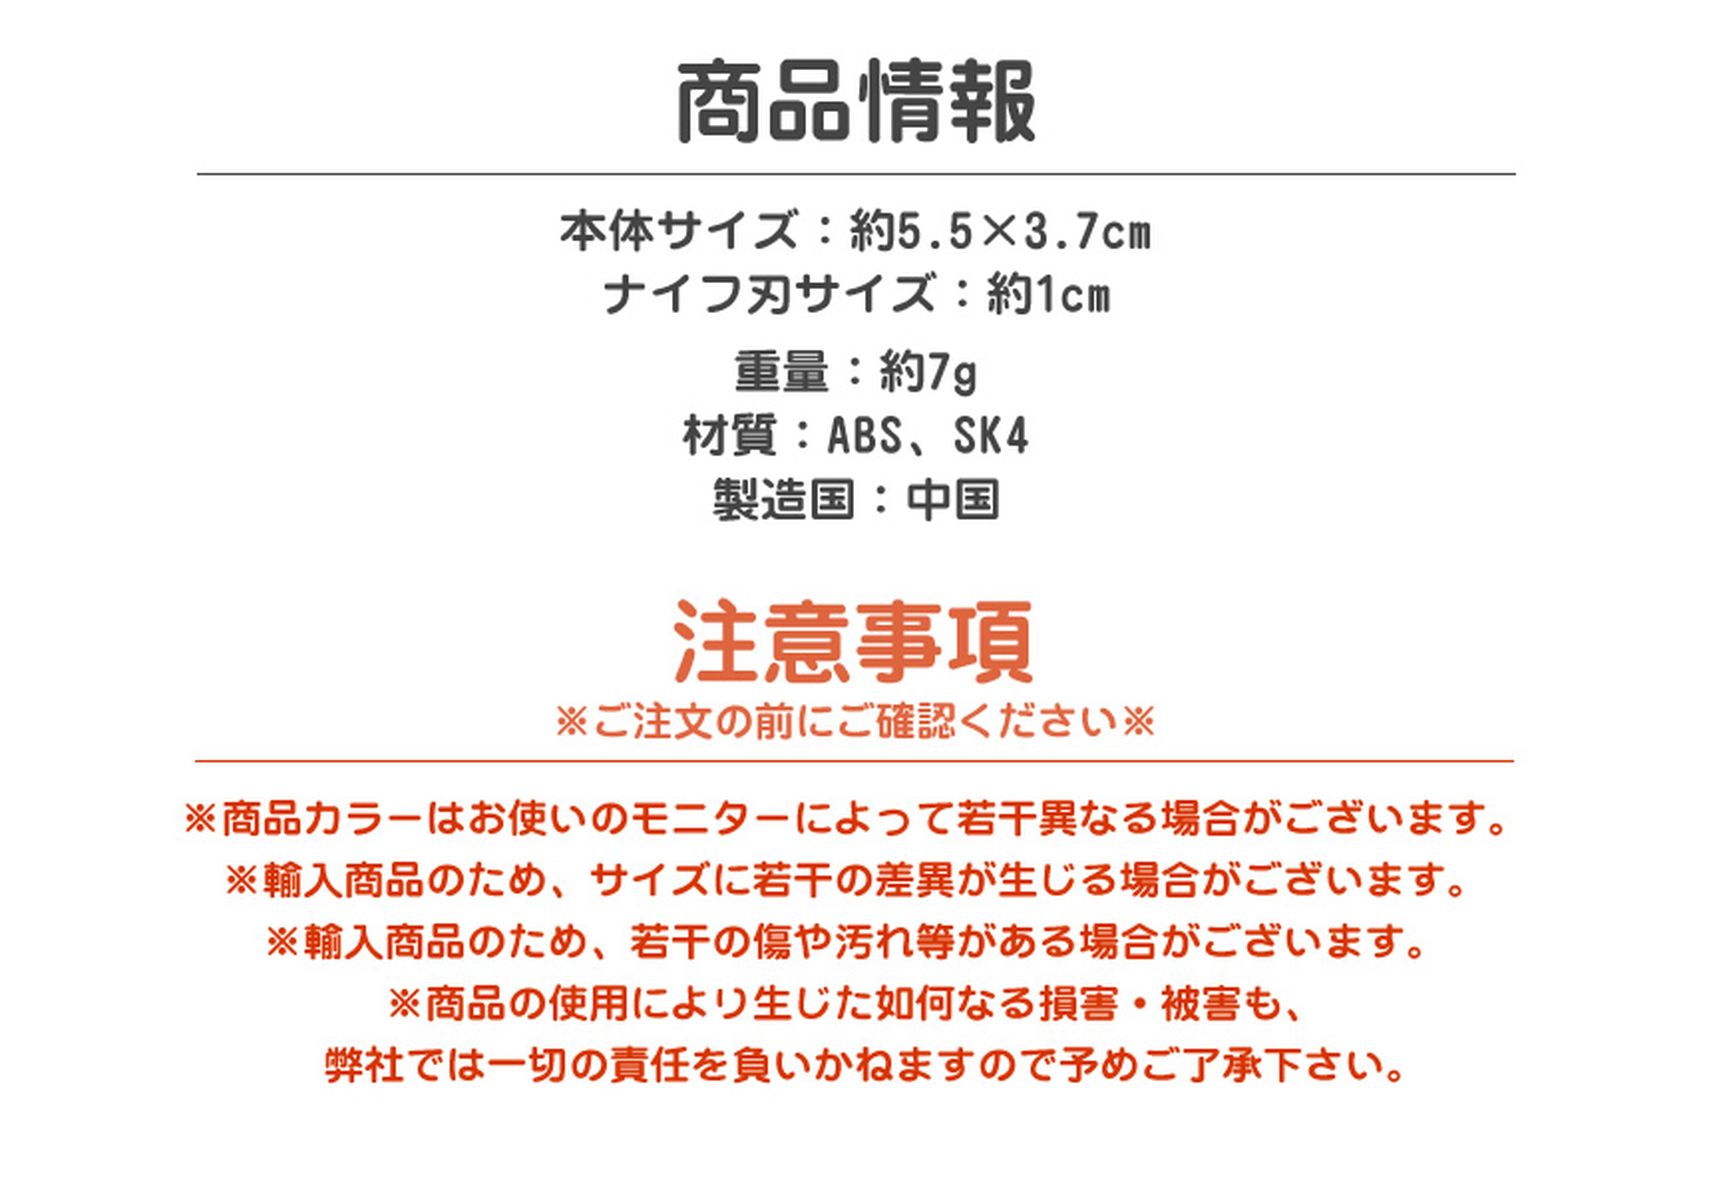 商品情報
本体サイズ：約5.5×3.7cm
ナイフ刃サイズ：約1cm
重量：約7g
材質：ABS、SK4
製造国：中国
注意事項
※ご注文の前にご確認ください※
※商品カラーはお使いのモニターによって若干異なる場合がございます。
※輸入商品のため、サイズに若干の差異が生じる場合がございます。
※輸入商品のため、若干の傷や汚れ等がある場合がございます。
※商品の使用により生じた如何なる損害・被害も、
弊社では一切の責任を負いかねますので予めご了承下さい。